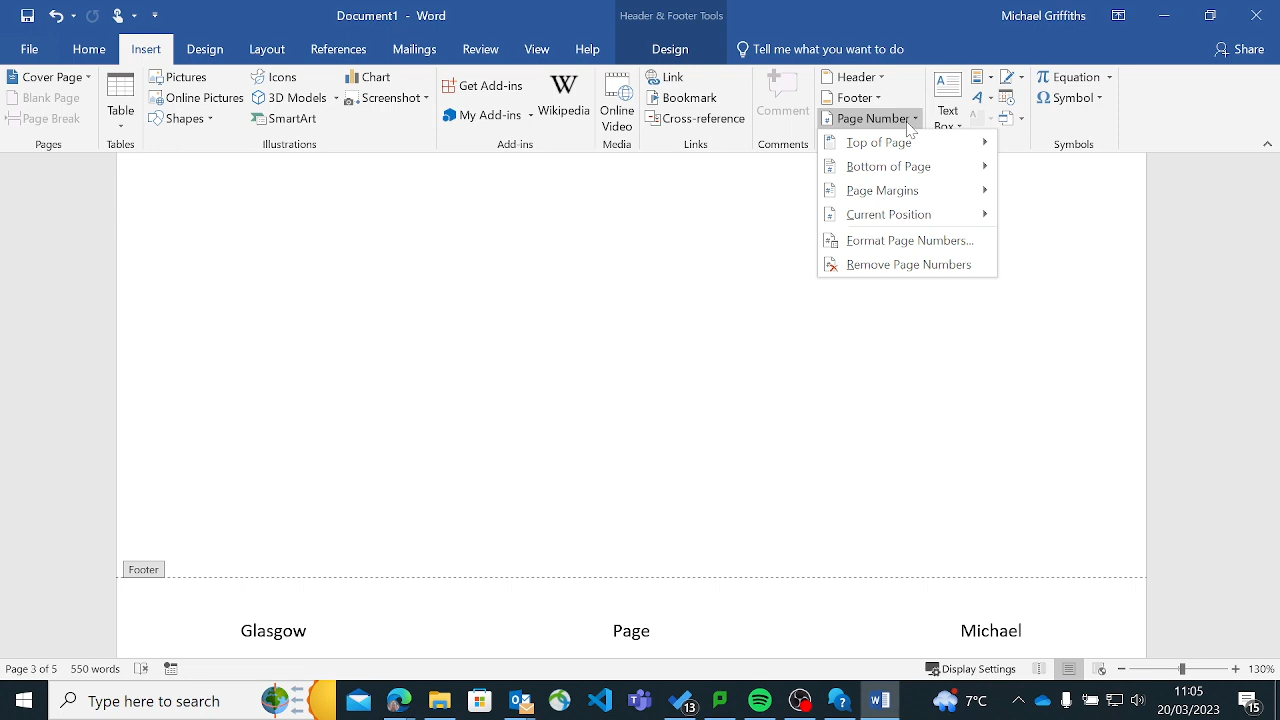 Document1 - Word
Header & Footer Tools
Michael Griffiths
File
Home
Insert
Design
Layout
References
Mailings
Review
View
Help
Design
Tell me what you want to do
Share
Cover Page
Blank Page
Page Break
Pages
Table
Tables
Pictures
Online Pictures
Shapes
Icons
3D Models
SmartArt
Chart
Screenshot
Illustrations
Get Add-ins
My Add-ins
W
Wikipedia
Add-ins
Online
Video
Media
Link
Bookmark
Cross-reference
Links
Comment
Comments
Header
Footer
Page Number
Text
Box
Equation
Symbol
Symbols
Top of Page
Bottom of Page
Page Margins
Current Position
Format Page Numbers...
Remove Page Numbers
Footer
Glasgow
Page
Michael
Page 3 of 5
550 words
Display Settings
130%
Type here to search
13
7°C
11:05
20/03/2023
15